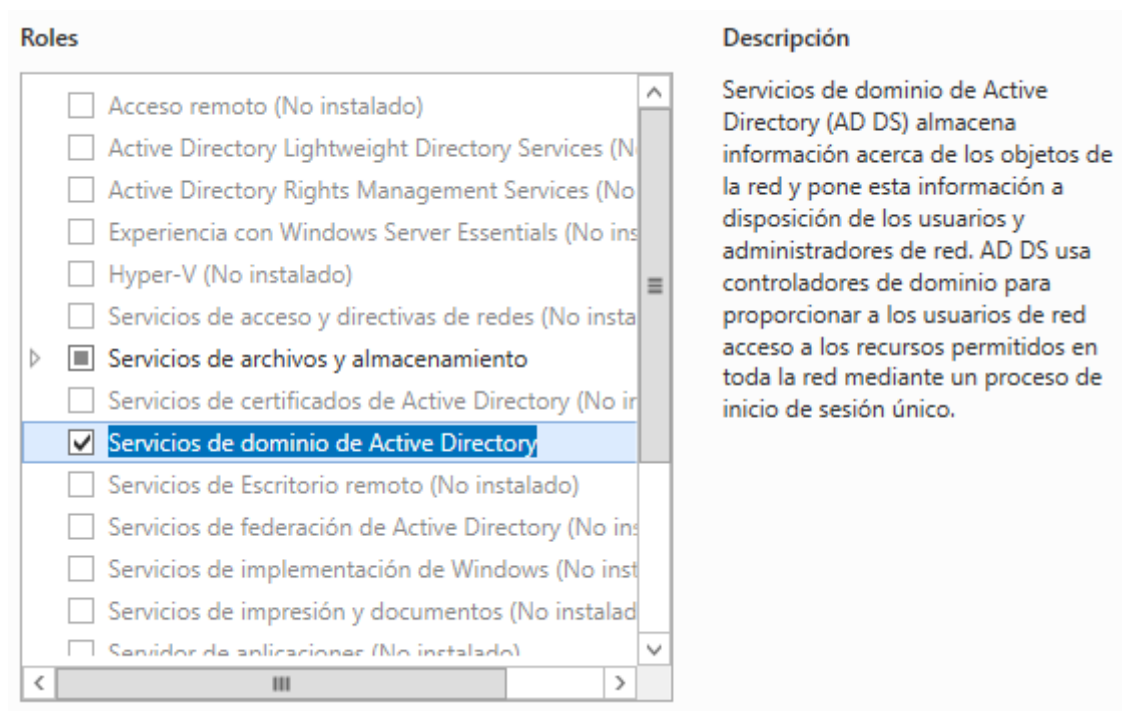 Roles
Acceso remoto (No instalado)
Active Directory Lightweight Directory Services (N
Active Directory Rights Management Services (No
Experiencia con Windows Server Essentials (No ins
Hyper-V (No instalado)
Servicios de acceso y directivas de redes (No insta
Servicios de archivos y almacenamiento
Servicios de certificados de Active Directory (No in
Servicios de dominio de Active Directory
Servicios de Escritorio remoto (No instalado)
Servicios de federación de Active Directory (No ins
Servicios de implementación de Windows (No inst
Servicios de impresión y documentos (No instalad
Servidor de aplicaciones (No instalado)
Descripción
Servicios de dominio de Active
Directory (AD DS) almacena
información acerca de los objetos de
la red y pone esta información a
disposición de los usuarios y
administradores de red. AD DS usa
controladores de dominio para
proporcionar a los usuarios de red
acceso a los recursos permitidos en
toda la red mediante un proceso de
inicio de sesión único.